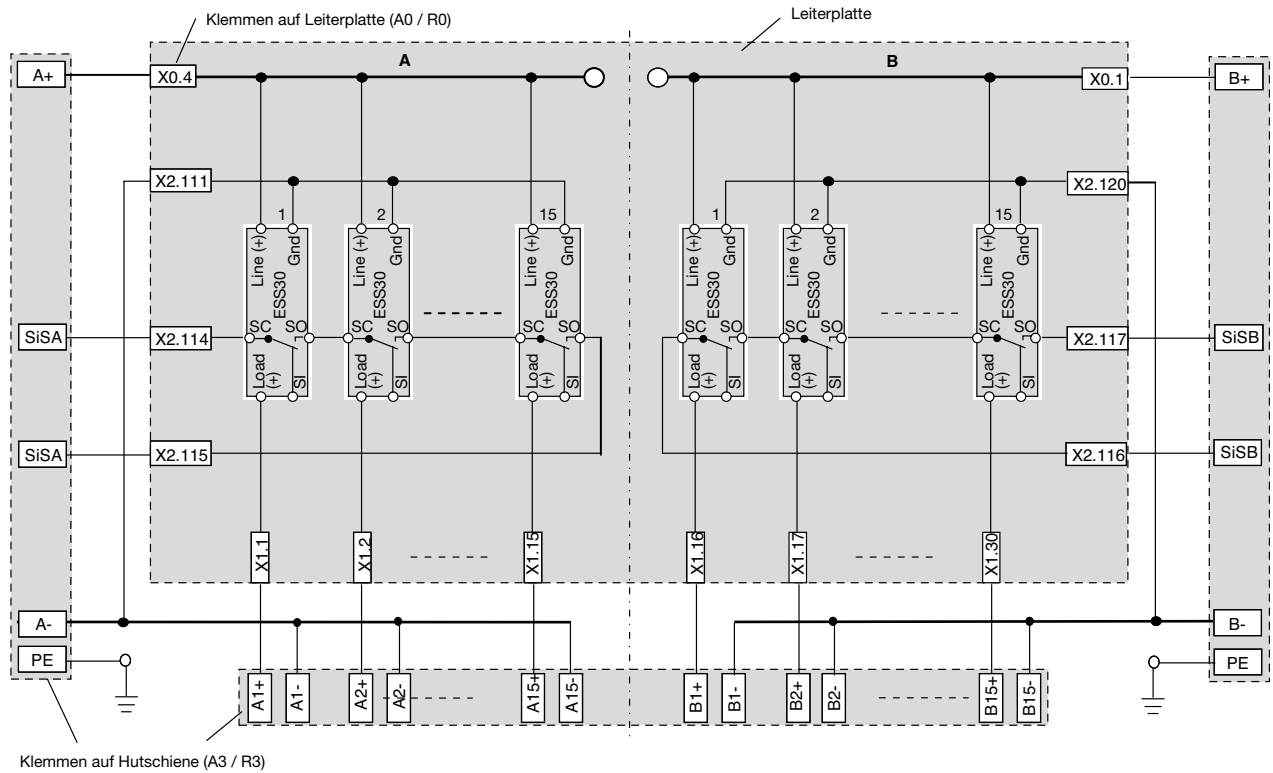 Klemmen auf Leiterplatte (A0 / R0)
Leiterplatte
A
B
A+
X0.4
X0.1
B+
X2.111
X2.120
1
2
15
1
2
15
Line (+)
Gnd
ESS30
SC
SO
Load (+)
SI
Line (+)
Gnd
ESS30
SC
SO
Load (+)
SI
Line (+)
Gnd
ESS30
SC
SO
Load (+)
SI
Line (+)
Gnd
ESS30
SC
SO
Load (+)
SI
Line (+)
Gnd
ESS30
SC
SO
Load (+)
SI
Line (+)
Gnd
ESS30
SC
SO
Load (+)
SI
SiSA
X2.114
X2.117
SiSB
SiSA
X2.115
X2.116
SiSB
X1.1
X1.2
X1.15
X1.16
X1.17
X1.30
A-
B-
PE
PE
A1+
A1-
A2+
A2-
A15+
A15-
B1+
B1-
B2+
B2-
B15+
B15-
Klemmen auf Hutschiene (A3 / R3)